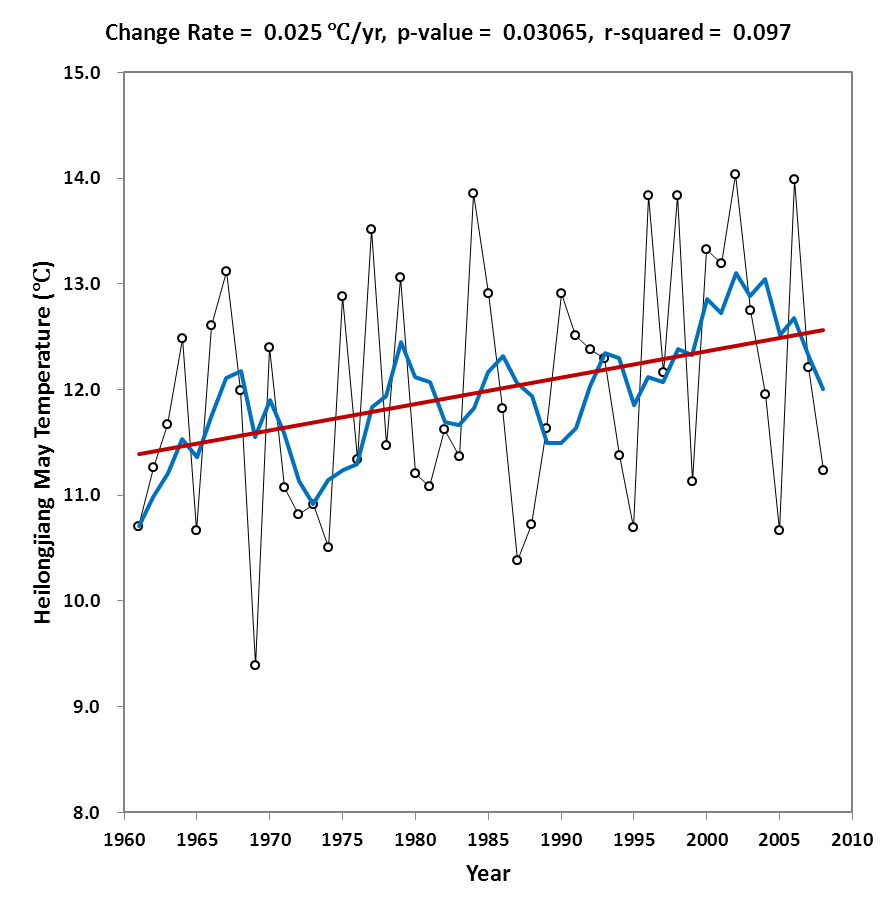 Change Rate = 0.025 ℃/yr, p-value = 0.03065, r-squared = 0.097
15.0
14.0
13.0
12.0
11.0
10.0
9.0
8.0
Heilongjiang May Temperature (℃)
1960 1965 1970 1975 1980 1985 1990 1995 2000 2005 2010
Year